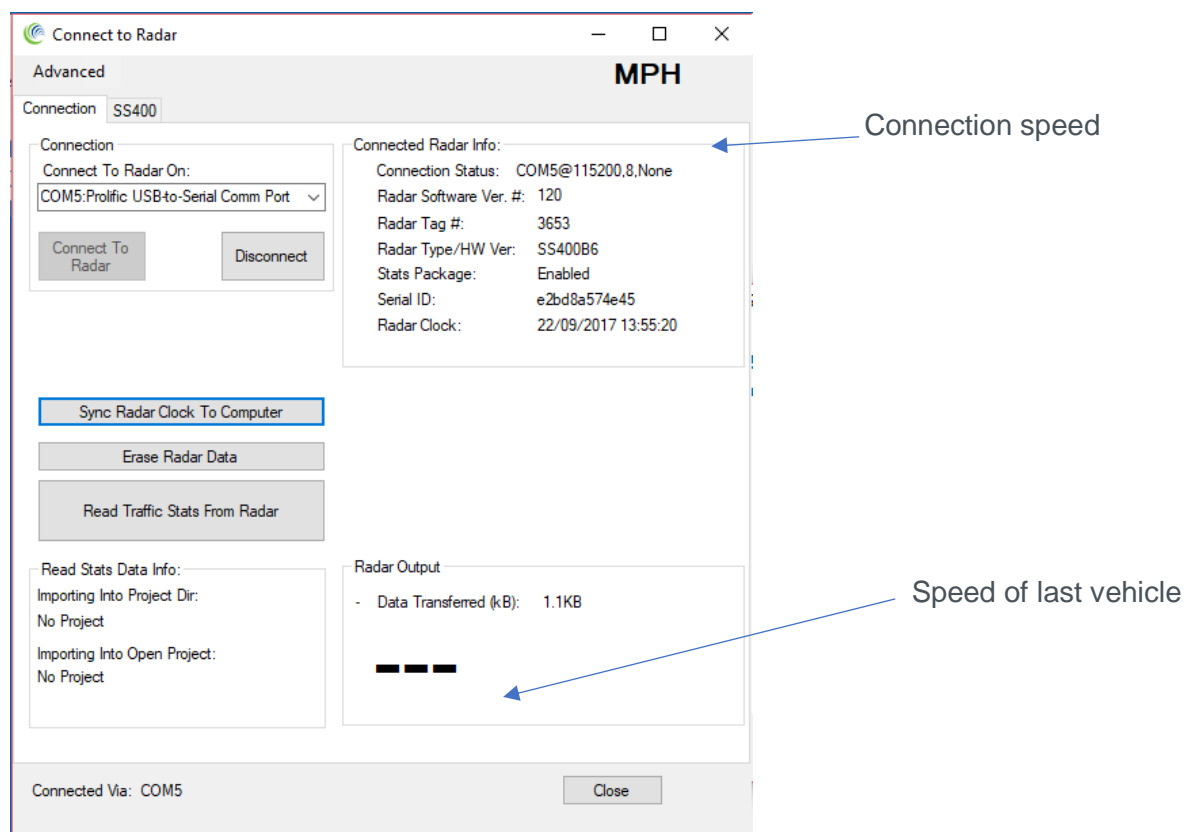 Connect to Radar
Advanced
MPH
Connection SS400
Connection
Connect To Radar On:
COM5:Prolific USB-to-Serial Comm Port
Connect To
Radar
Disconnect
Connected Radar Info:
Connection Status: COM5@115200,8,None
Radar Software Ver. #: 120
Radar Tag #: 3653
Radar Type/HW Ver: SS400B6
Stats Package: Enabled
Serial ID: e2bd8a574e45
Radar Clock: 22/09/2017 13:55:20
Connection speed
Sync Radar Clock To Computer
Erase Radar Data
Read Traffic Stats From Radar
Read Stats Data Info:
Importing Into Project Dir:
No Project
Importing Into Open Project:
No Project
Radar Output
- Data Transferred (kB): 1.1KB
---
Speed of last vehicle
Connected Via: COM5
Close